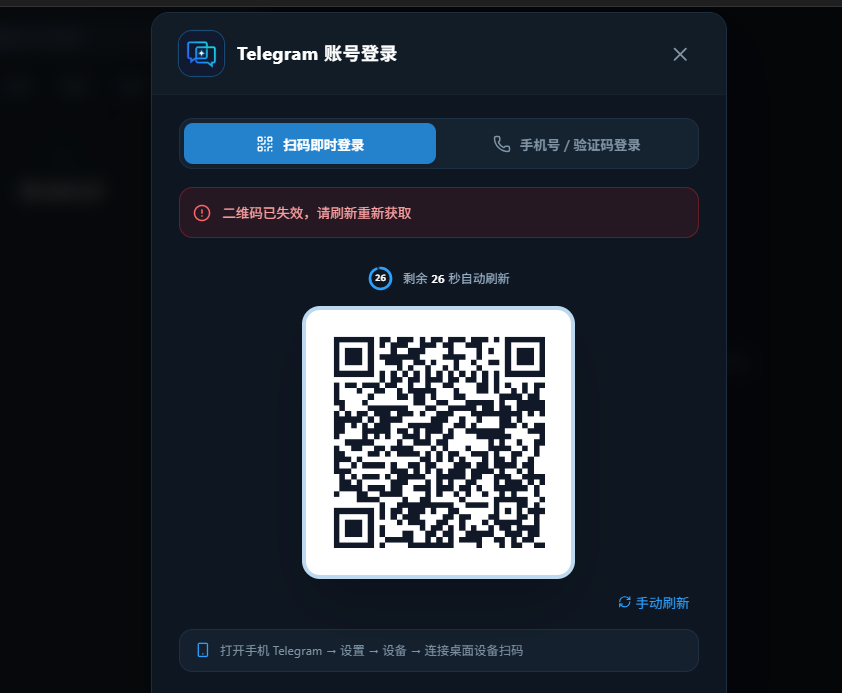 Telegram 账号登录
扫码即时登录
手机号 / 验证码登录
二维码已失效，请刷新重新获取
26 剩余 26 秒自动刷新
手动刷新
打开手机 Telegram → 设置 → 设备 → 连接桌面设备扫码